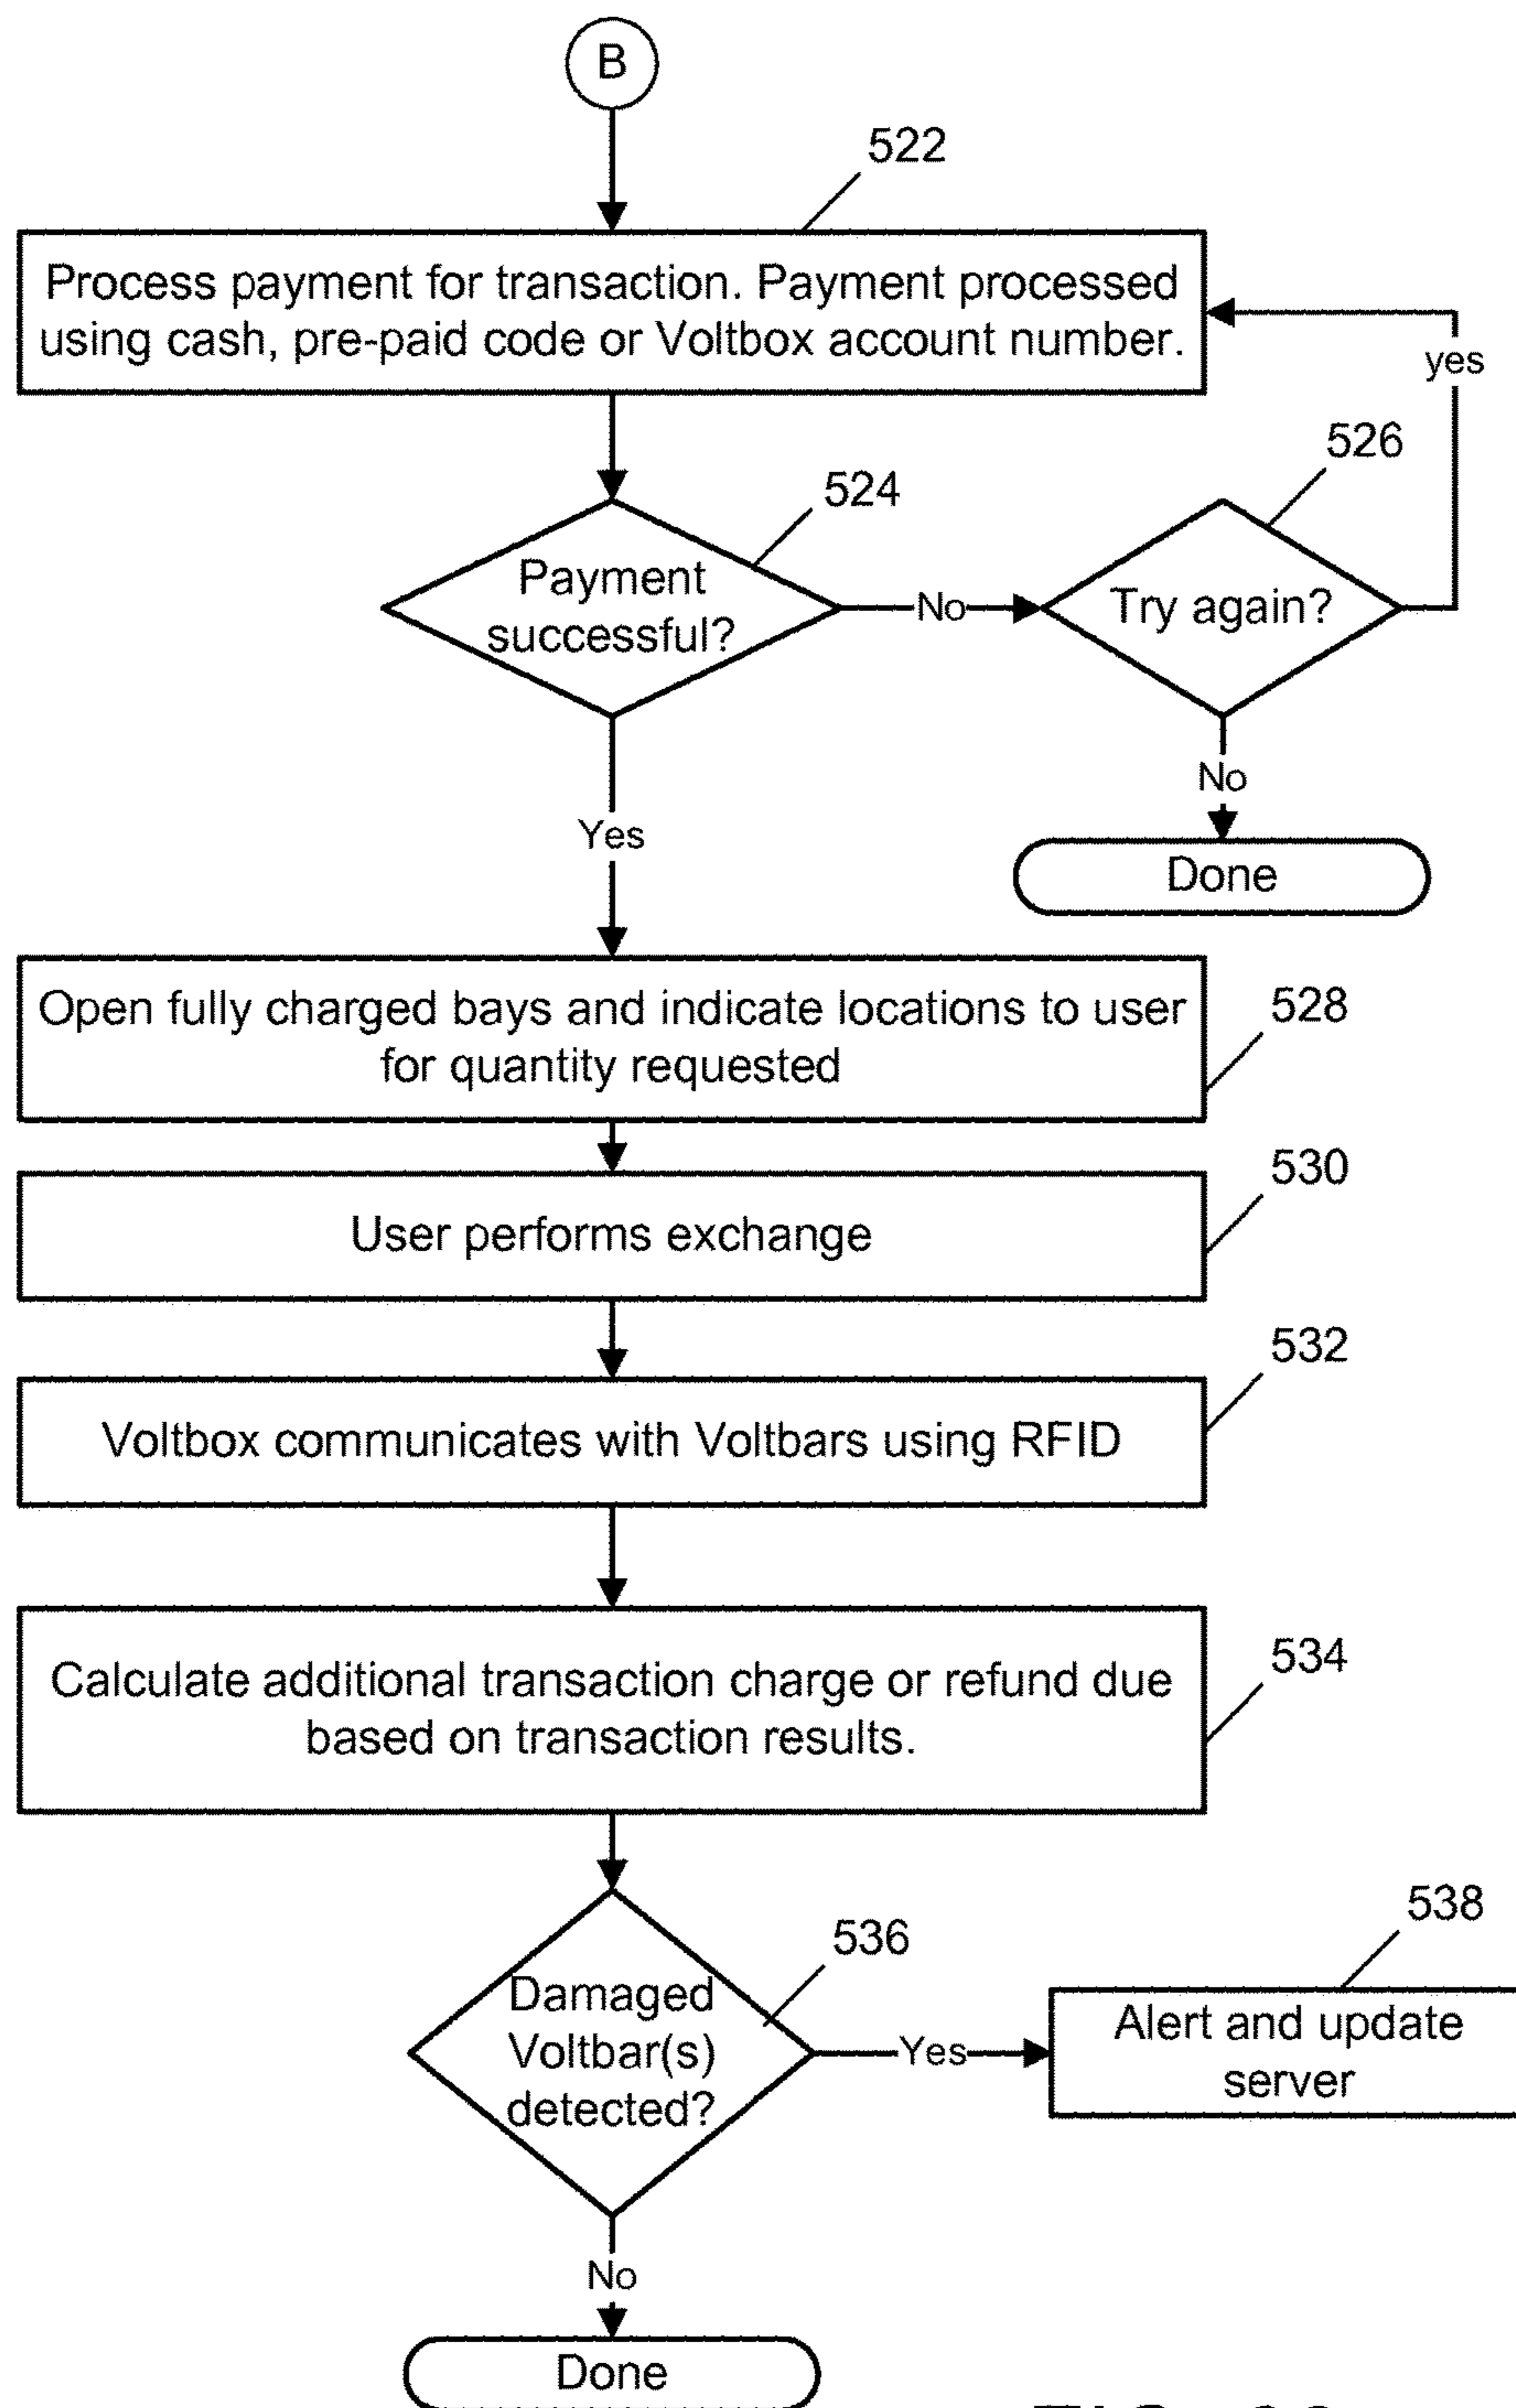 B
522
Process payment for transaction. Payment processed
using cash, pre-paid code or Voltbox account number.
yes
526
524
Payment
successful?
No
Try again?
No
Yes
Done
Open fully charged bays and indicate locations to user
for quantity requested
528
530
User performs exchange
532
Voltbox communicates with Voltbars using RFID
534
Calculate additional transaction charge or refund due
based on transaction results.
536
538
Damaged
Voltbar(s)
detected?
Yes
Alert and update
server
No
Done